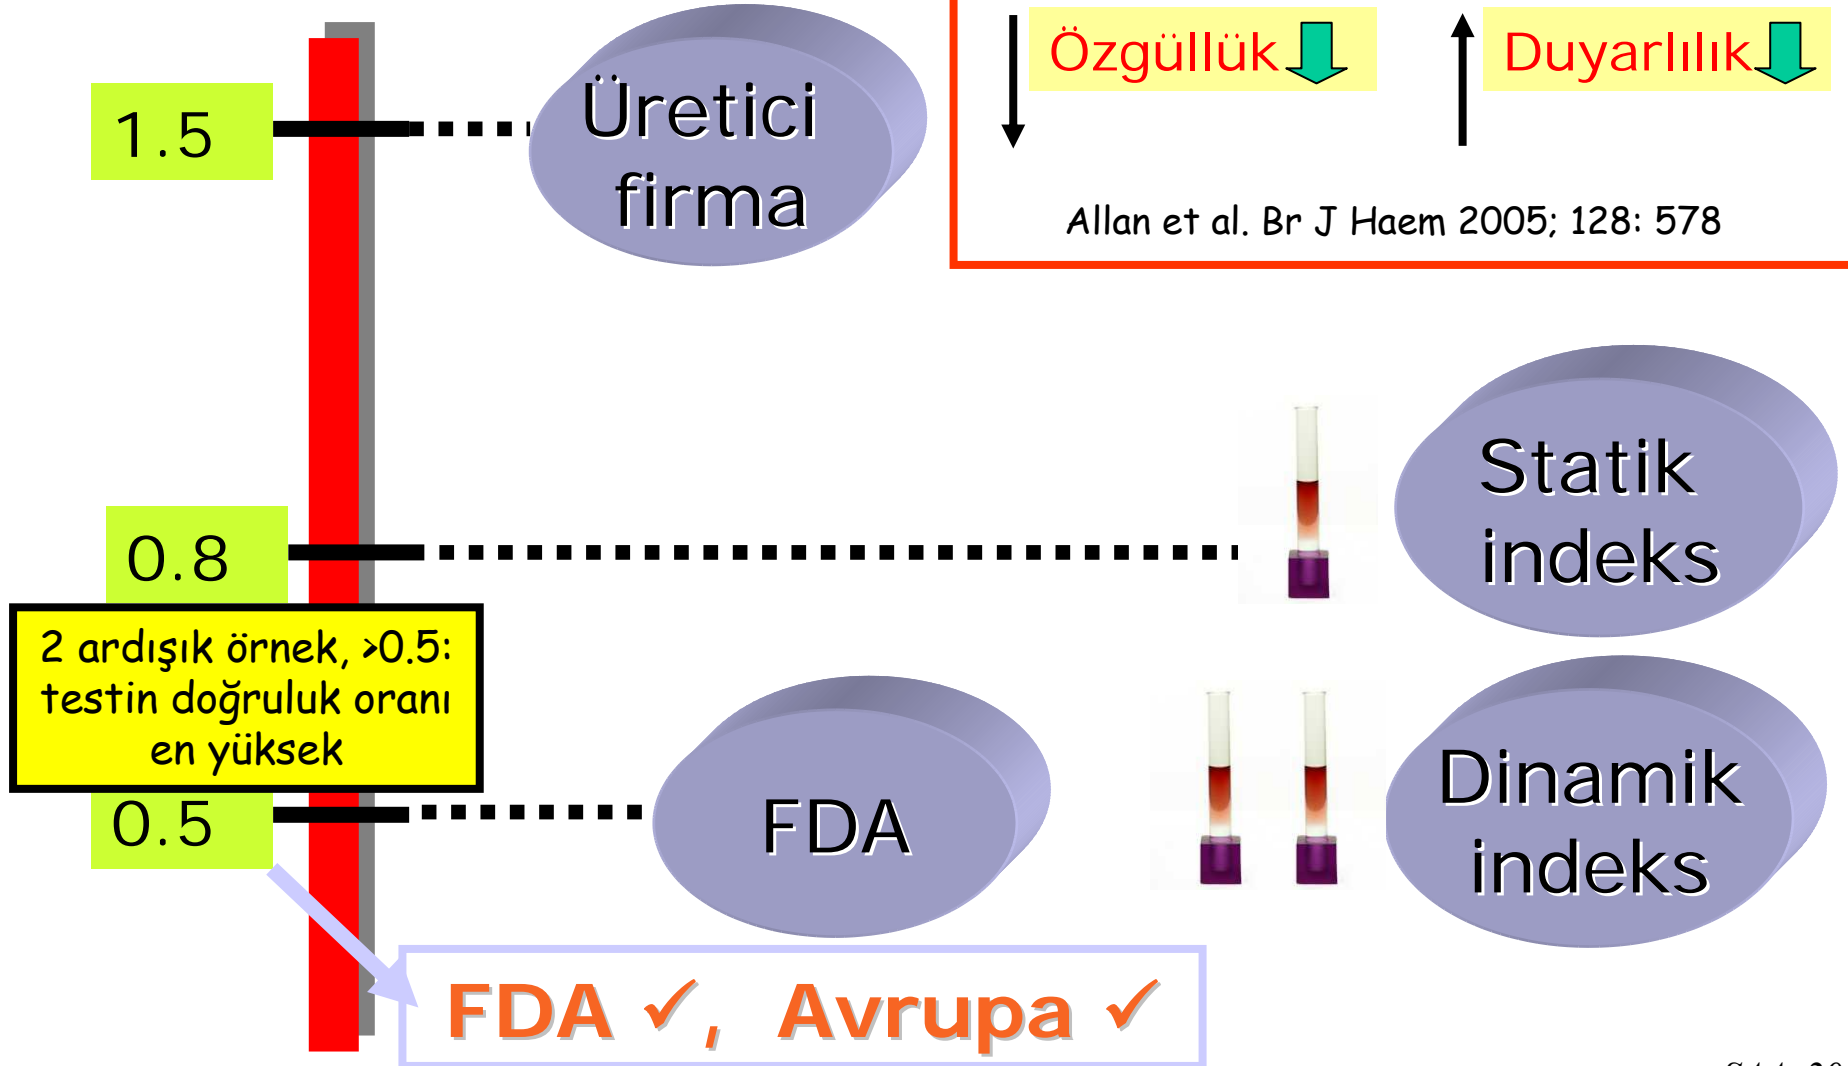 Özgüllük
Duyarlılık
1.5
Üretici
firma
Allan et al. Br J Haem 2005; 128: 578
Statik
indeks
0.8
2 ardışık örnek, >0.5:
testin doğruluk oranı
en yüksek
0.5
FDA
Dinamik
indeks
FDA ✓, Avrupa ✓